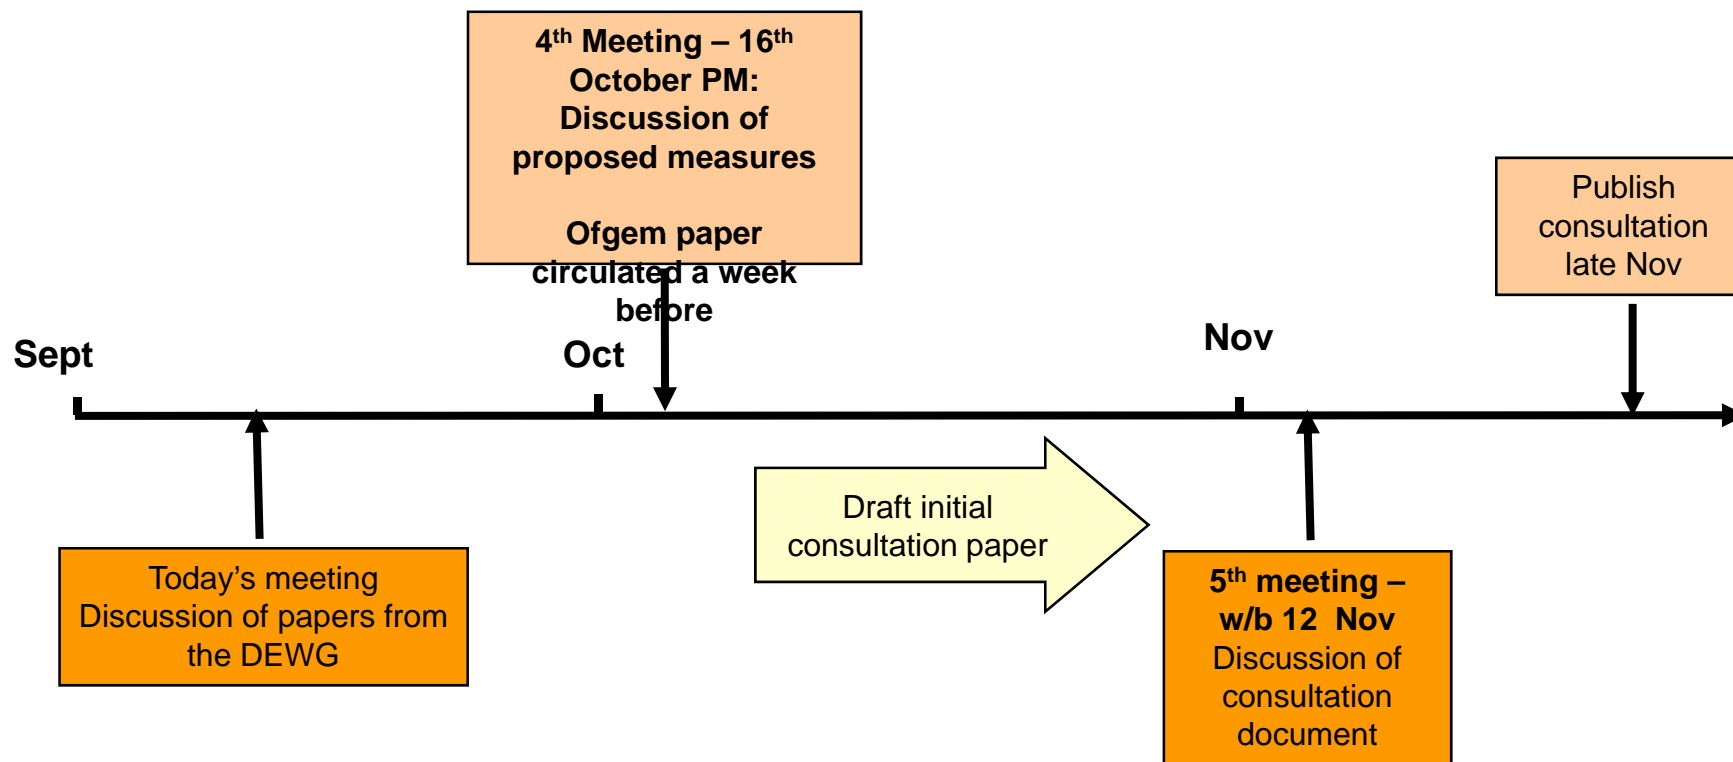 4th Meeting – 16th
October PM:
Discussion of
proposed measures
Ofgem paper
circulated a week
before
Publish
consultation
late Nov
Sept
Oct
Nov
Draft initial
consultation paper
Today’s meeting
Discussion of papers from
the DEWG
5th meeting –
w/b 12  Nov
Discussion of
consultation
document